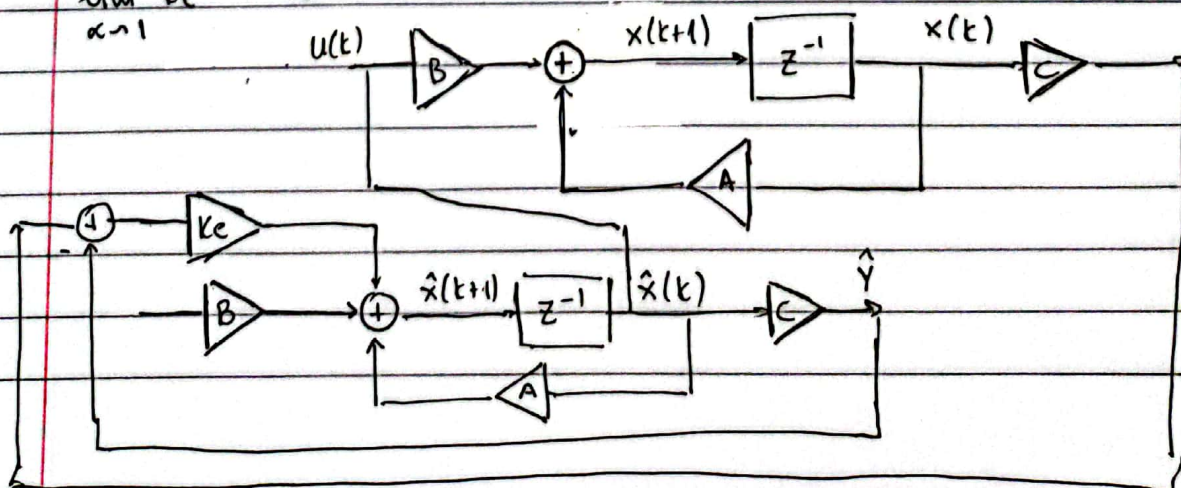 α→1
u(k) B + x(k+1) z⁻¹ x(k) C
A
+ Ke
-
B + x̂(k+1) z⁻¹ x̂(k) C ŷ
A